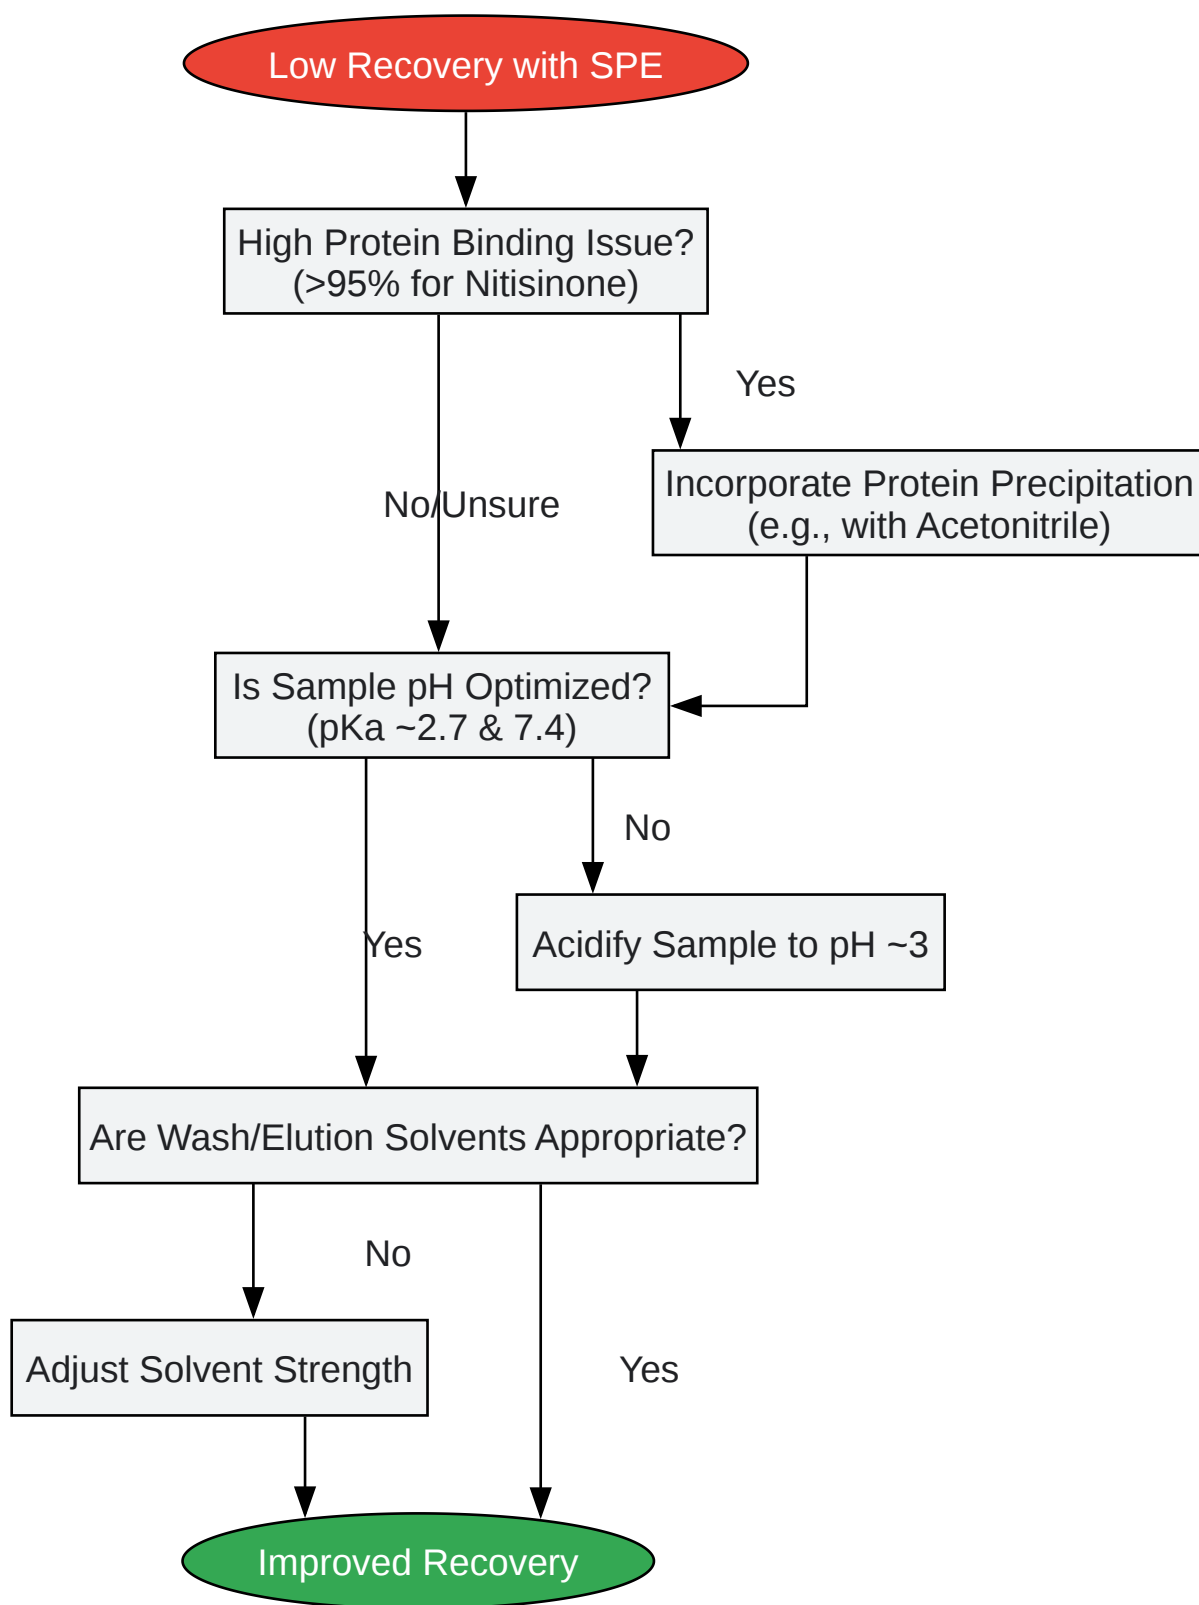 Low Recovery with SPE
High Protein Binding Issue?
(>95% for Nitisinone)
Yes
Incorporate Protein Precipitation
(e.g., with Acetonitrile)
No/Unsure
Is Sample pH Optimized?
(pKa ~2.7 & 7.4)
No
Yes
Acidify Sample to pH ~3
Are Wash/Elution Solvents Appropriate?
No
Adjust Solvent Strength
Yes
Improved Recovery